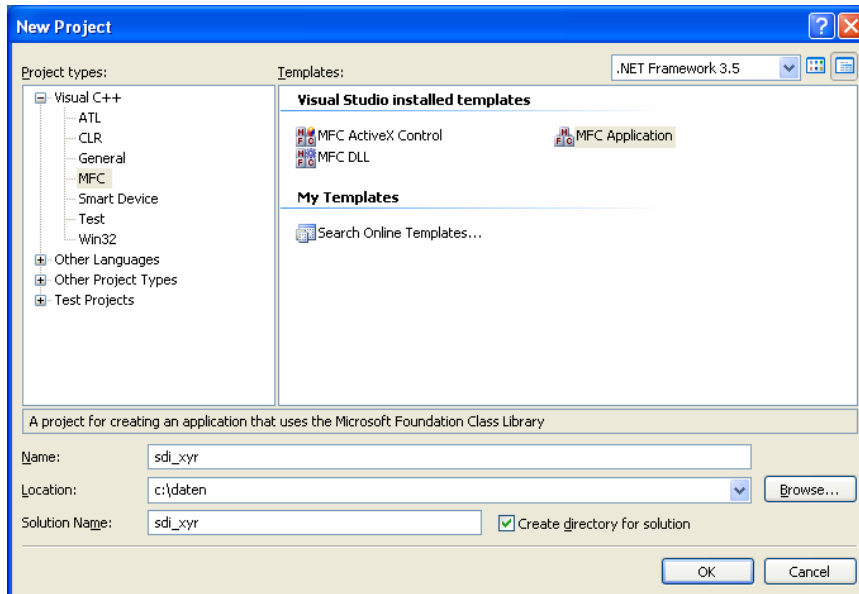 New Project
Project types:
Templates:
.NET Framework 3.5
Visual C++
ATL
CLR
General
MFC
Smart Device
Test
Win32
Other Languages
Other Project Types
Test Projects
Visual Studio installed templates
MFC ActiveX Control
MFC Application
MFC DLL
My Templates
Search Online Templates...
A project for creating an application that uses the Microsoft Foundation Class Library
Name:
sdi_xyr
Location:
c:\daten
Browse...
Solution Name:
sdi_xyr
Create directory for solution
OK
Cancel